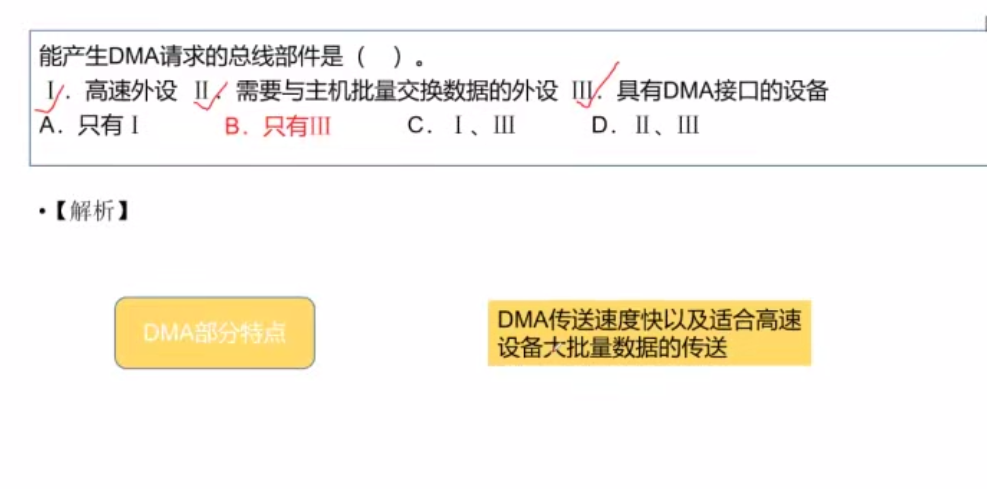 能产生DMA请求的总线部件是（ ）。
Ⅰ. 高速外设 Ⅱ. 需要与主机批量交换数据的外设 Ⅲ. 具有DMA接口的设备
A. 只有Ⅰ B. 只有Ⅲ C. Ⅰ、Ⅲ D. Ⅱ、Ⅲ
•【解析】
DMA部分特点
DMA传送速度快以及适合高速
设备大批量数据的传送